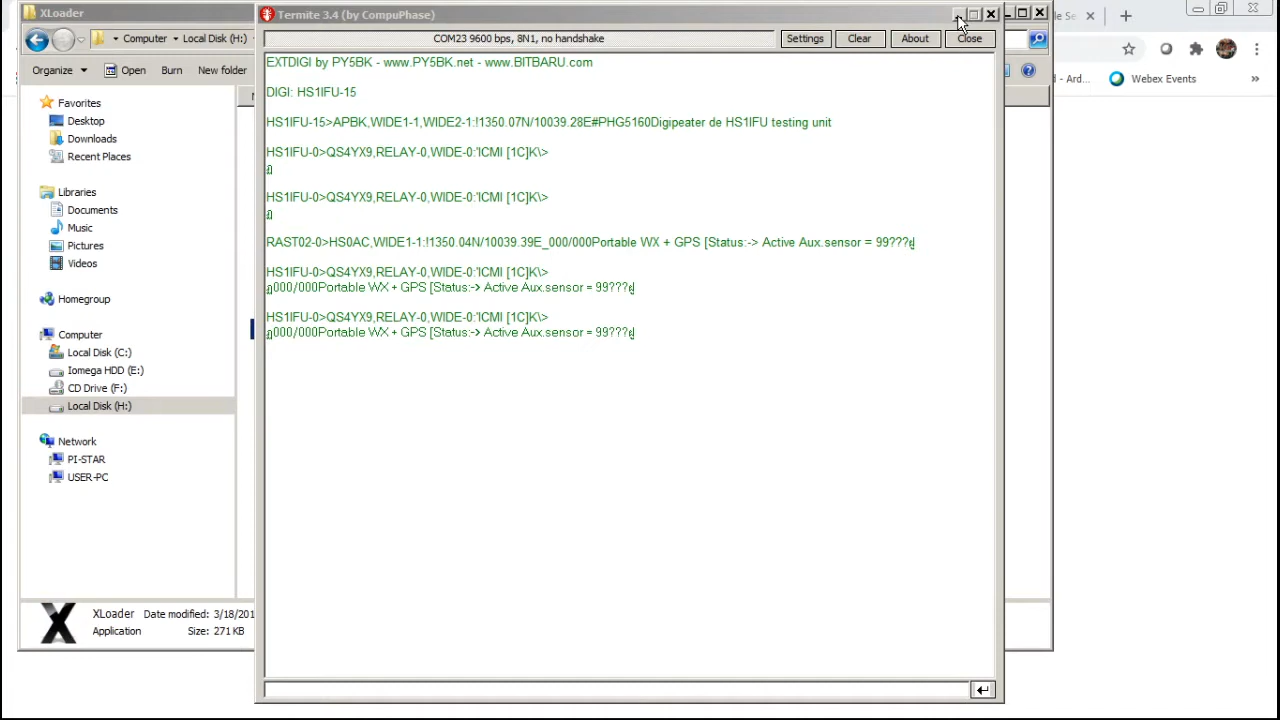 XLoader
Termite 3.4 (by CompuPhase)
Computer
Local Disk (H:)
COM23 9600 bps, 8N1, no handshake
Settings
Clear
About
Close
Organize
Open
Burn
New folder
Webex Events
EXTDIGI by PY5BK - www.PY5BK.net - www.BITBARU.com
DIGI: HS1IFU-15
HS1IFU-15>APBK,WIDE1-1,WIDE2-1:!1350.07N/10039.28E#PHG5160Digipeater de HS1IFU testing unit
HS1IFU-0>QS4YX9,RELAY-0,WIDE-0:'ICMI [1C]K\>
HS1IFU-0>QS4YX9,RELAY-0,WIDE-0:'ICMI [1C]K\>
RAST02-0>HS0AC,WIDE1-1:!1350.04N/10039.39E_000/000Portable WX + GPS [Status:-> Active Aux.sensor = 99???
HS1IFU-0>QS4YX9,RELAY-0,WIDE-0:'ICMI [1C]K\>
000/000Portable WX + GPS [Status:-> Active Aux.sensor = 99???
HS1IFU-0>QS4YX9,RELAY-0,WIDE-0:'ICMI [1C]K\>
000/000Portable WX + GPS [Status:-> Active Aux.sensor = 99???
Favorites
Desktop
Downloads
Recent Places
Libraries
Documents
Music
Pictures
Videos
Homegroup
Computer
Local Disk (C:)
Iomega HDD (E:)
CD Drive (F:)
Local Disk (H:)
Network
PI-STAR
USER-PC
XLoader
Date modified: 3/18/201
Application
Size: 271 KB